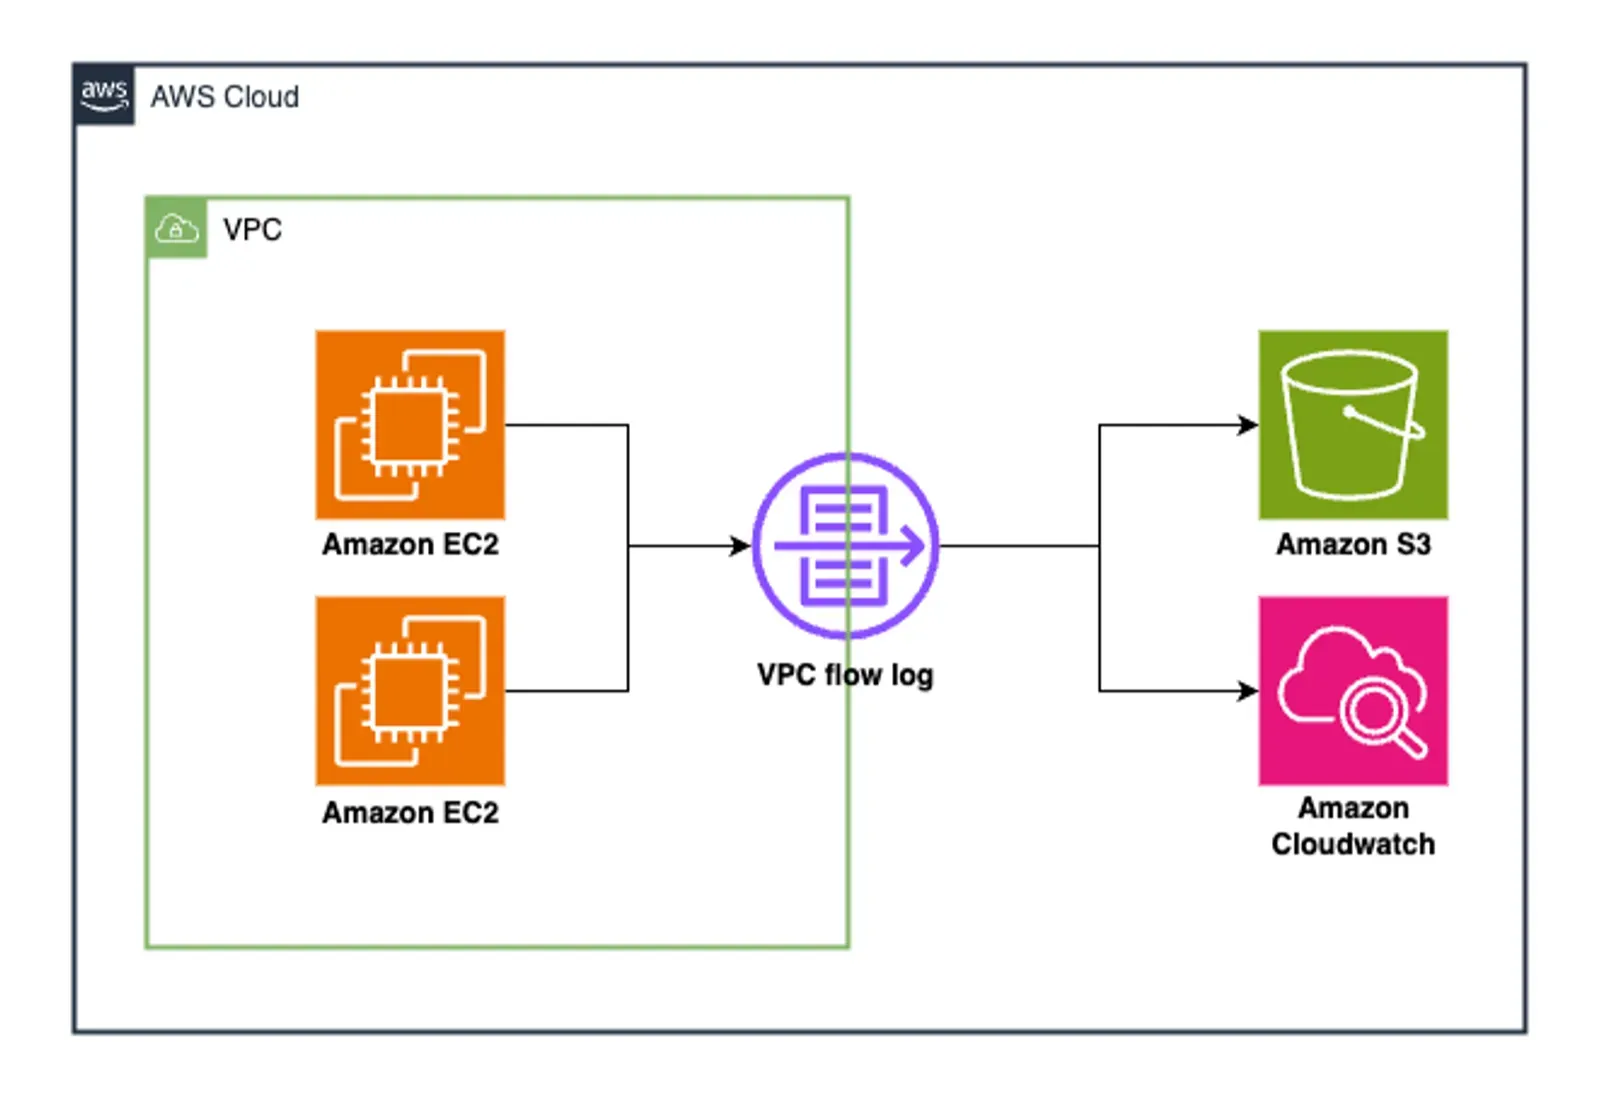 aws
AWS Cloud
VPC
Amazon EC2
Amazon S3
VPC flow log
Amazon EC2
Amazon
Cloudwatch